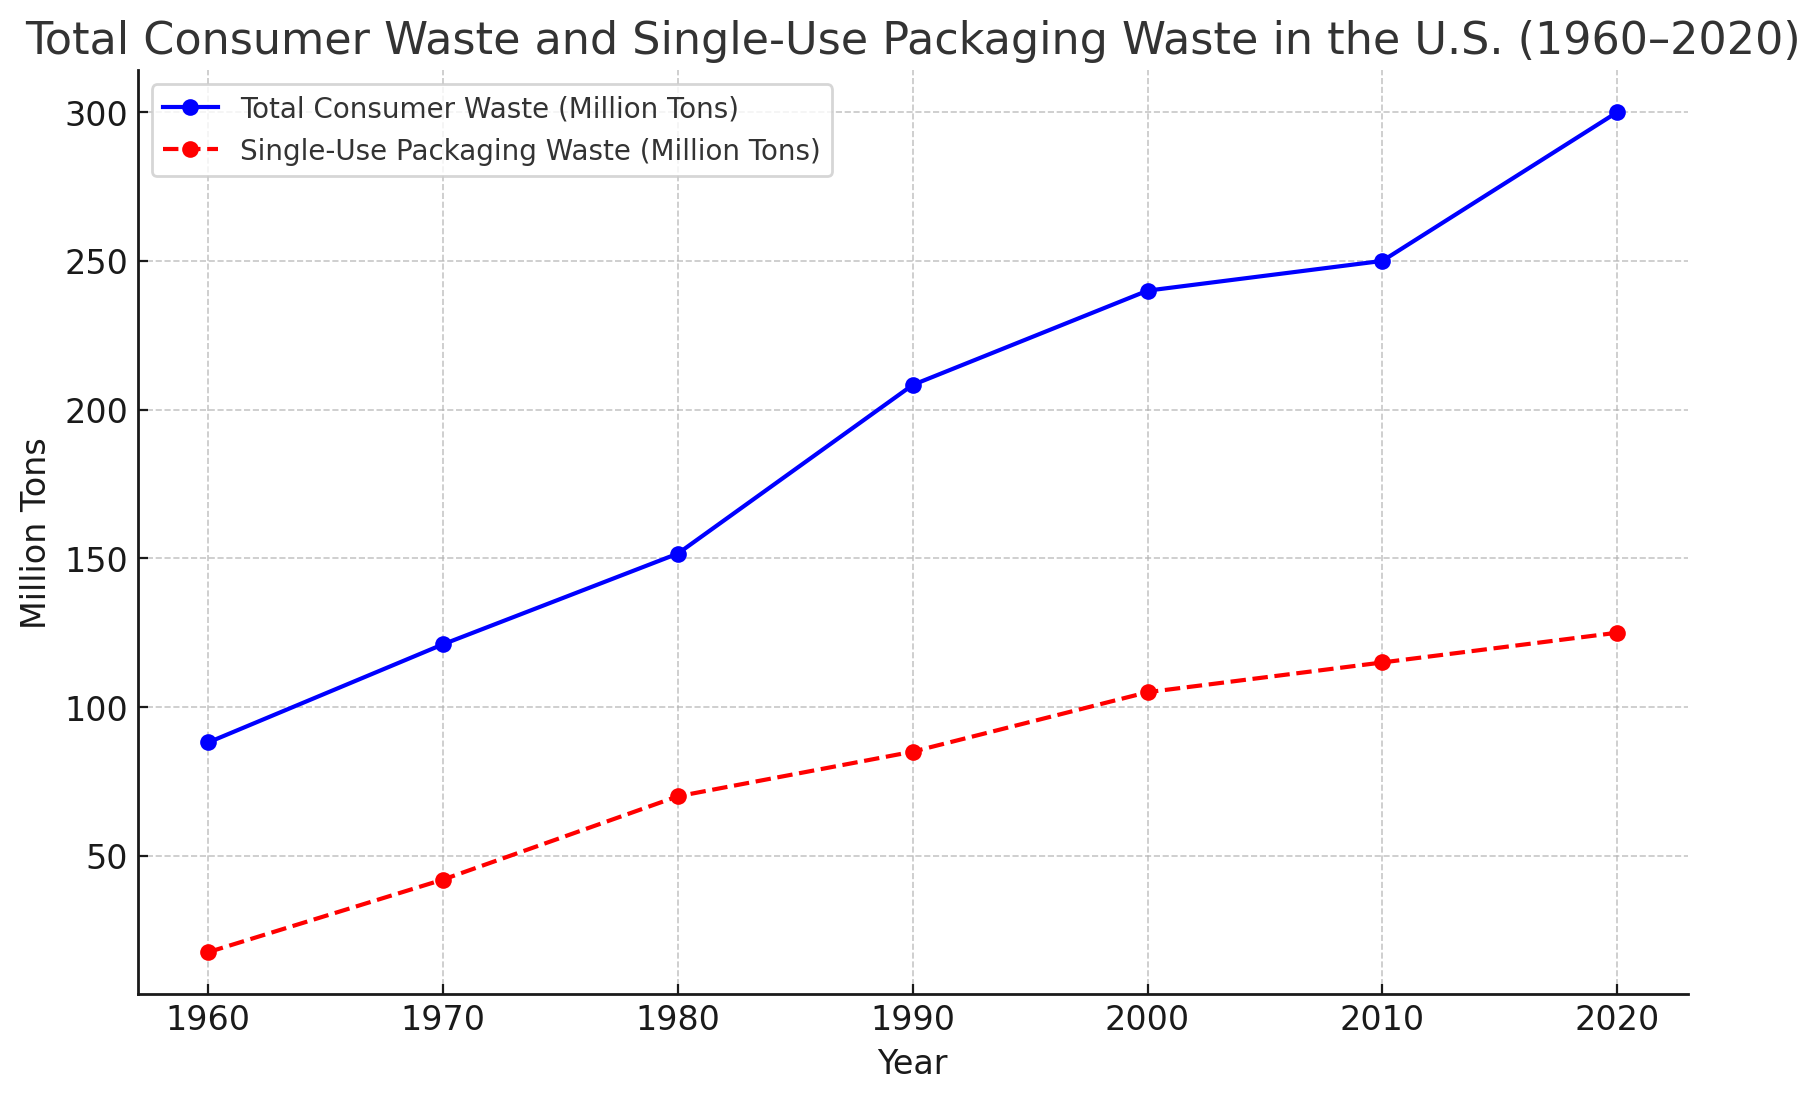 Total Consumer Waste and Single-Use Packaging Waste in the U.S. (1960–2020)
Total Consumer Waste (Million Tons)
Single-Use Packaging Waste (Million Tons)
300
250
200
150
100
50
Million Tons
1960 1970 1980 1990 2000 2010 2020
Year